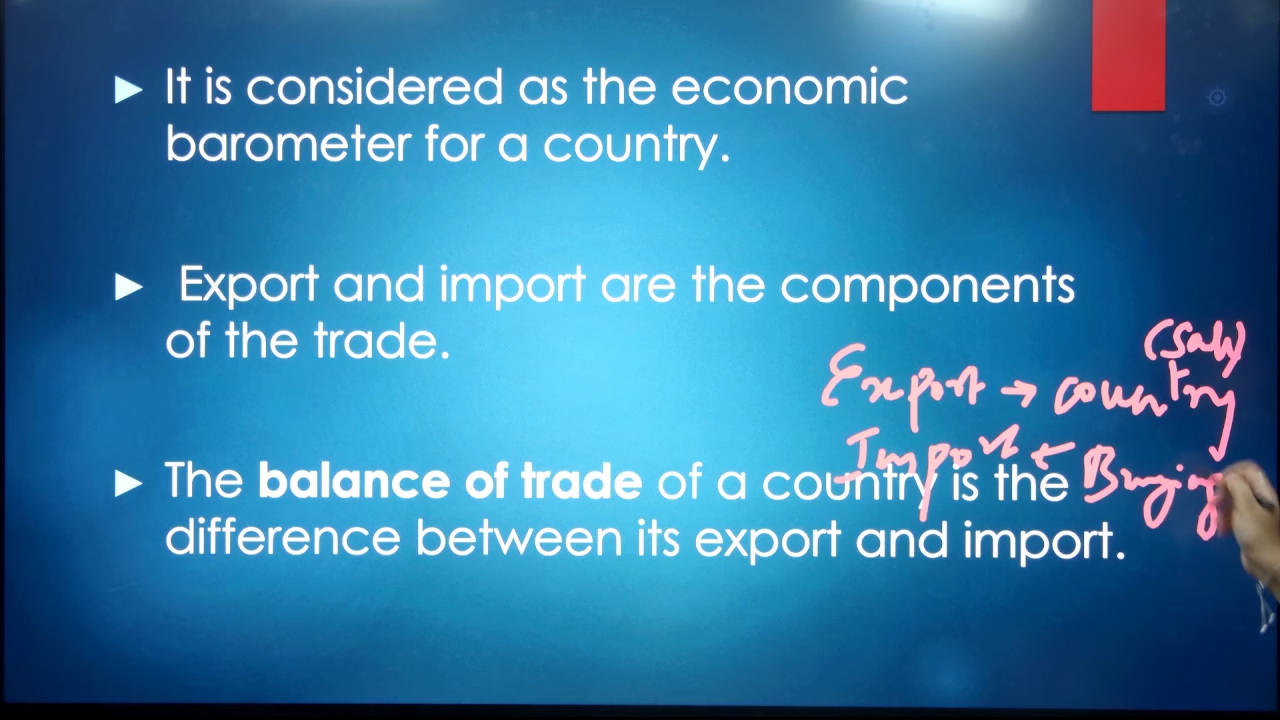 ► It is considered as the economic
barometer for a country.
► Export and import are the components
of the trade.
(Sale)
Export → country
Import ←
► The balance of trade of a country is the
difference between its export and import.